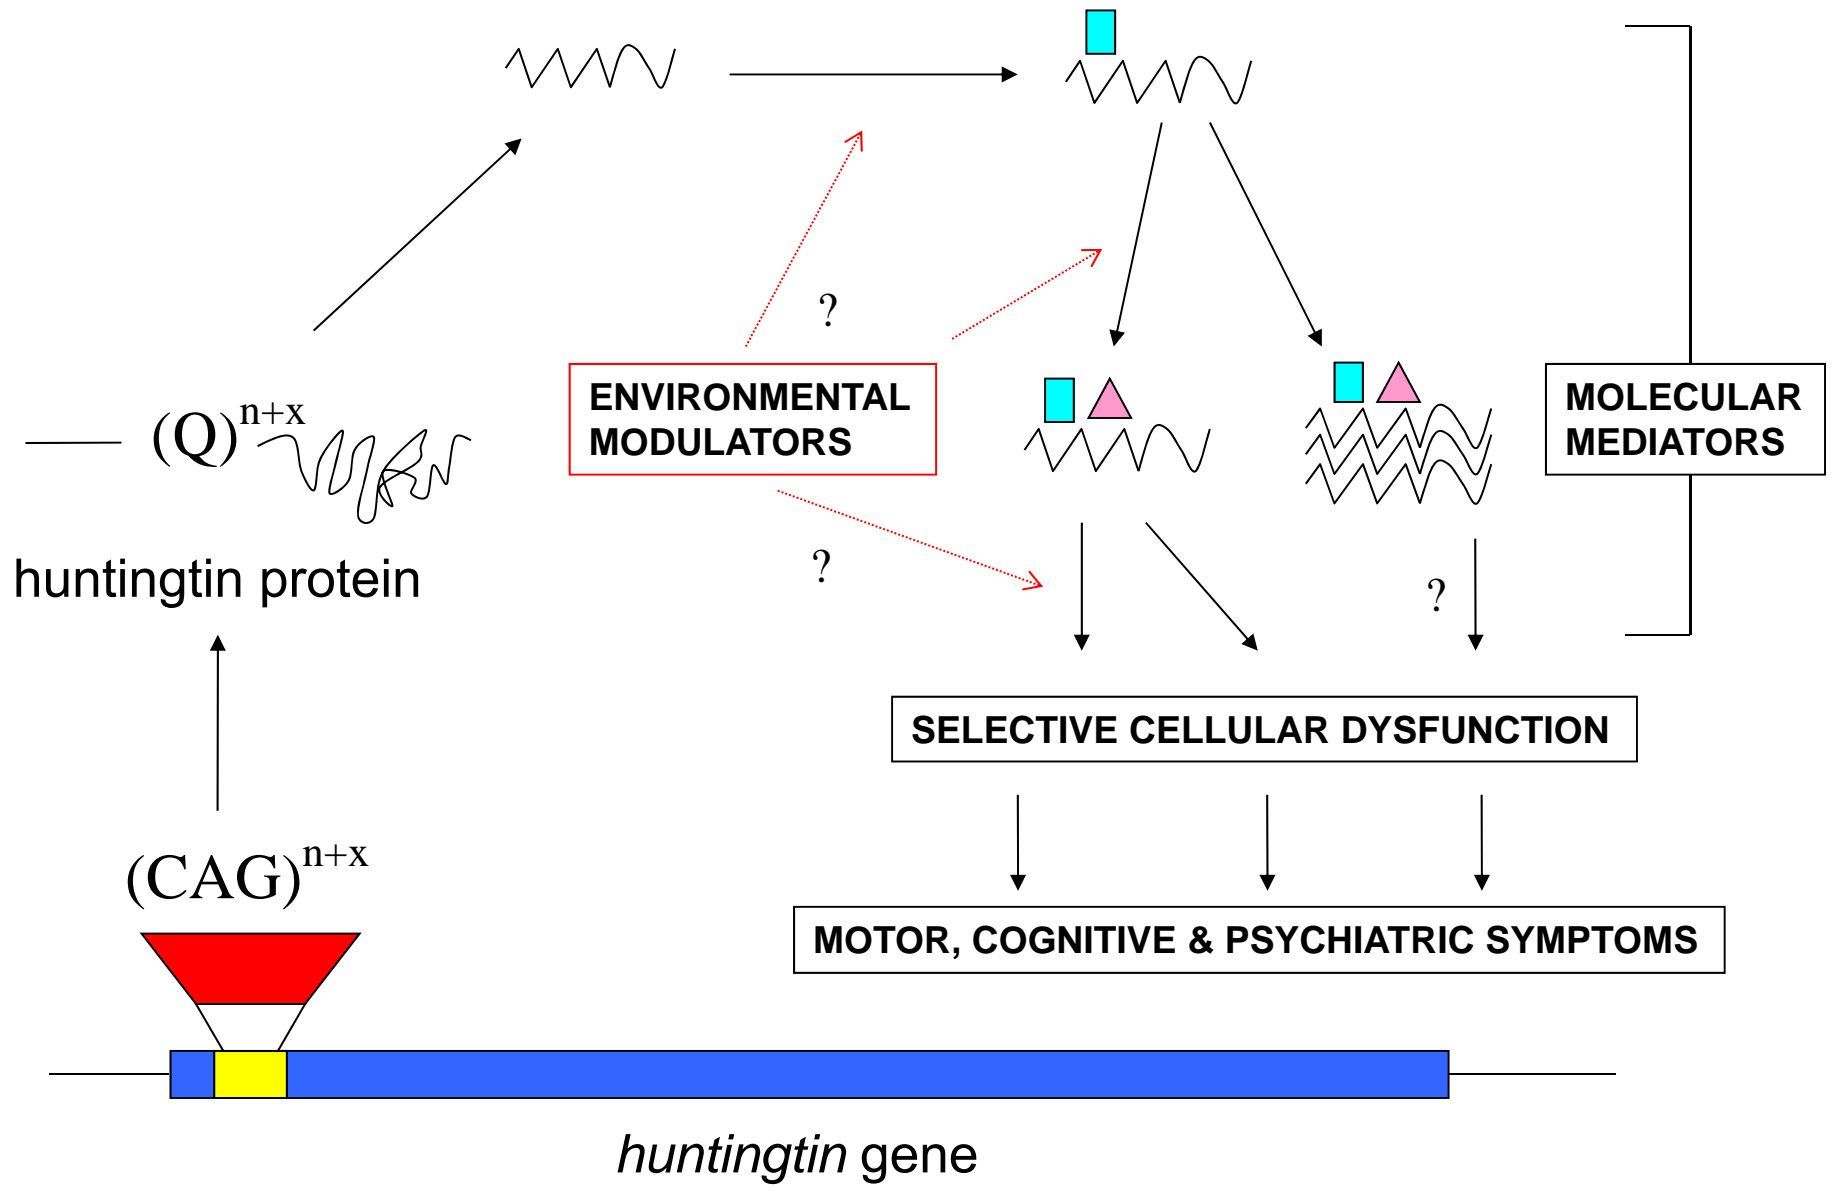 ?
ENVIRONMENTAL
MODULATORS
MOLECULAR
MEDIATORS
(Q)n+x
huntingtin protein
?
?
SELECTIVE CELLULAR DYSFUNCTION
(CAG)n+x
MOTOR, COGNITIVE & PSYCHIATRIC SYMPTOMS
huntingtin gene